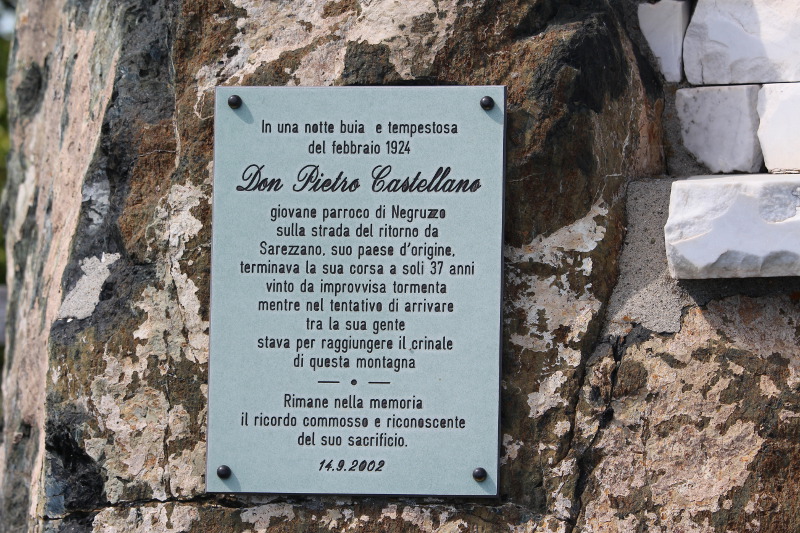 In una notte buia e tempestosa
del febbraio 1924
Don Pietro Castellano
giovane parroco di Negruzzo
sulla strada del ritorno da
Sarezzano, suo paese d'origine,
terminava la sua corsa a soli 37 anni
vinto da improvvisa tormenta
mentre nel tentativo di arrivare
tra la sua gente
stava per raggiungere il crinale
di questa montagna
— • —
Rimane nella memoria
il ricordo commosso e riconoscente
del suo sacrificio.
14.9.2002